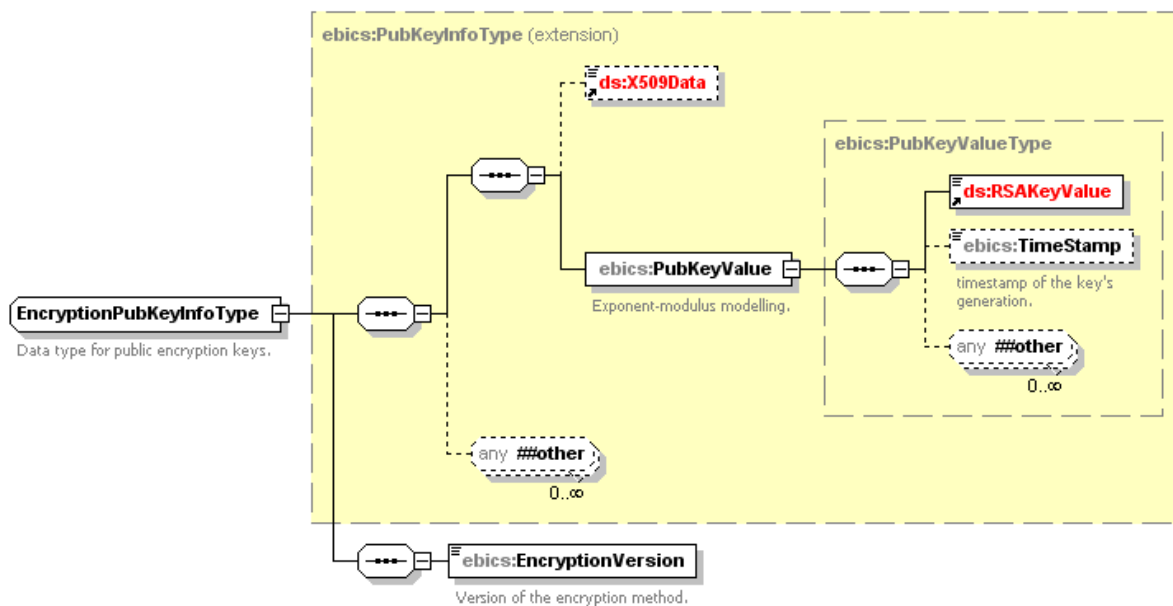 ebics:PubKeyInfoType (extension)
ds:X509Data
ebics:PubKeyValueType
ds:RSAKeyValue
ebics:TimeStamp
timestamp of the key's
generation.
ebics:PubKeyValue
Exponent-modulus modelling.
any ##other
0..∞
EncryptionPubKeyInfoType
Data type for public encryption keys.
any ##other
0..∞
ebics:EncryptionVersion
Version of the encryption method.